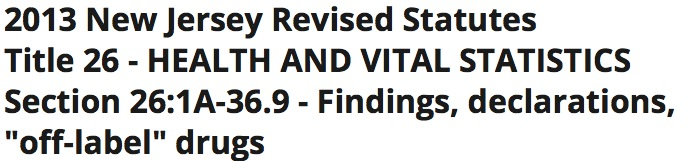 2013 New Jersey Revised Statutes
Title 26 - HEALTH AND VITAL STATISTICS
Section 26:1A-36.9 - Findings, declarations,
"off-label" drugs